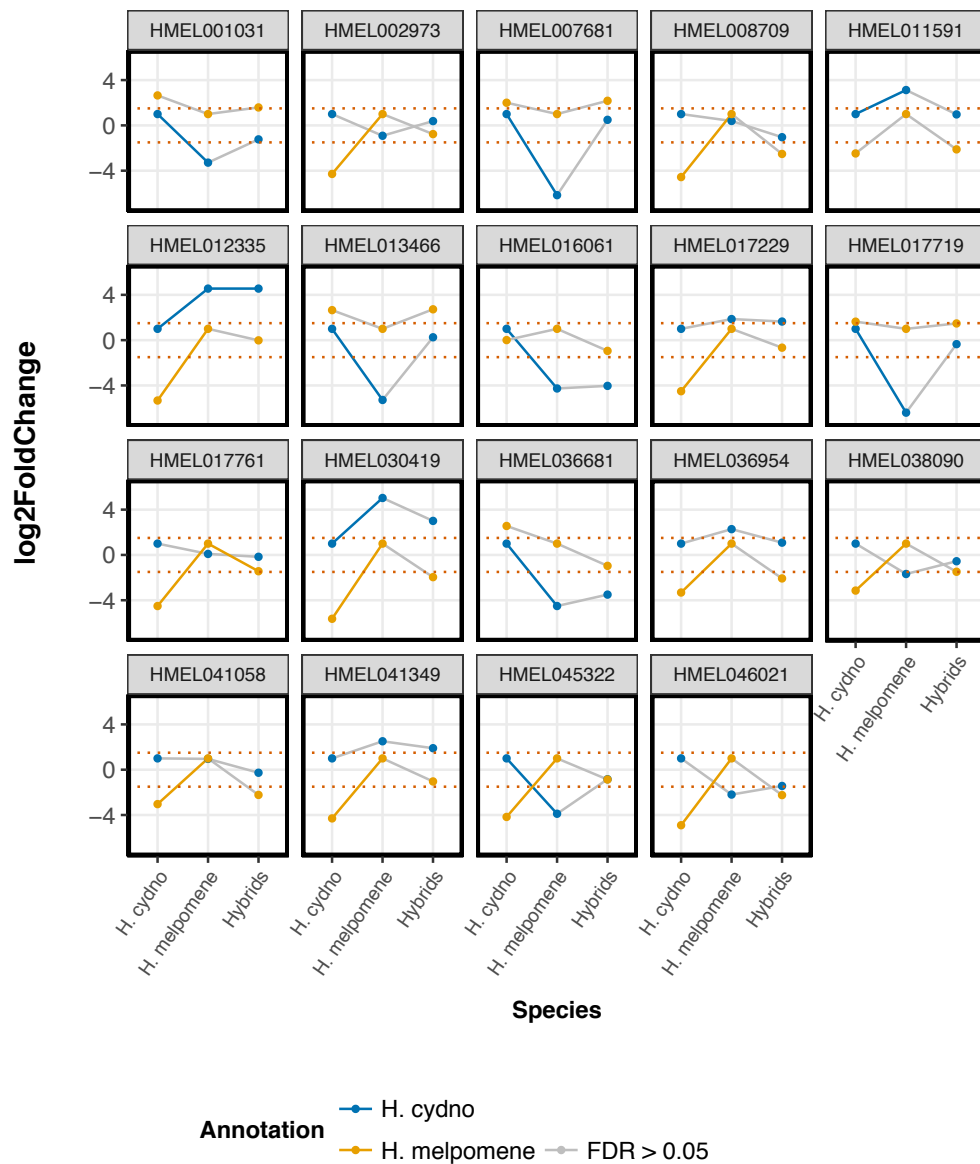 HMEL001031 HMEL002973 HMEL007681 HMEL008709 HMEL011591
4
0
−4
HMEL012335 HMEL013466 HMEL016061 HMEL017229 HMEL017719
4
0
−4
HMEL017761 HMEL030419 HMEL036681 HMEL036954 HMEL038090
4
0
−4
HMEL041058 HMEL041349 HMEL045322 HMEL046021
4
0
−4
log2FoldChange
H. cydno H. melpomene Hybrids
H. cydno H. melpomene Hybrids H. cydno H. melpomene Hybrids H. cydno H. melpomene Hybrids H. cydno H. melpomene Hybrids
Species
Annotation
H. cydno
H. melpomene FDR > 0.05